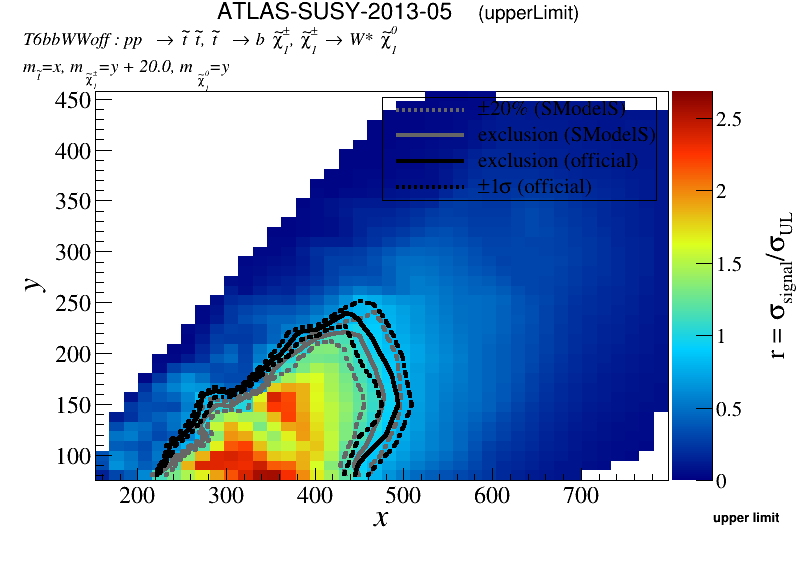 ATLAS-SUSY-2013-05 (upperLimit)
T6bbWWoff : pp → t̃ t̃, t̃ → b χ̃₁±, χ̃₁± → W* χ̃₁⁰
m_t̃=x, m_χ̃₁±=y + 20.0, m_χ̃₁⁰=y
±20% (SModelS)
exclusion (SModelS)
exclusion (official)
±1σ (official)
450
400
350
300
250
200
150
100
y
200 300 400 500 600 700
x
2.5
2
1.5
1
0.5
0
r = σ_signal/σ_UL
upper limit